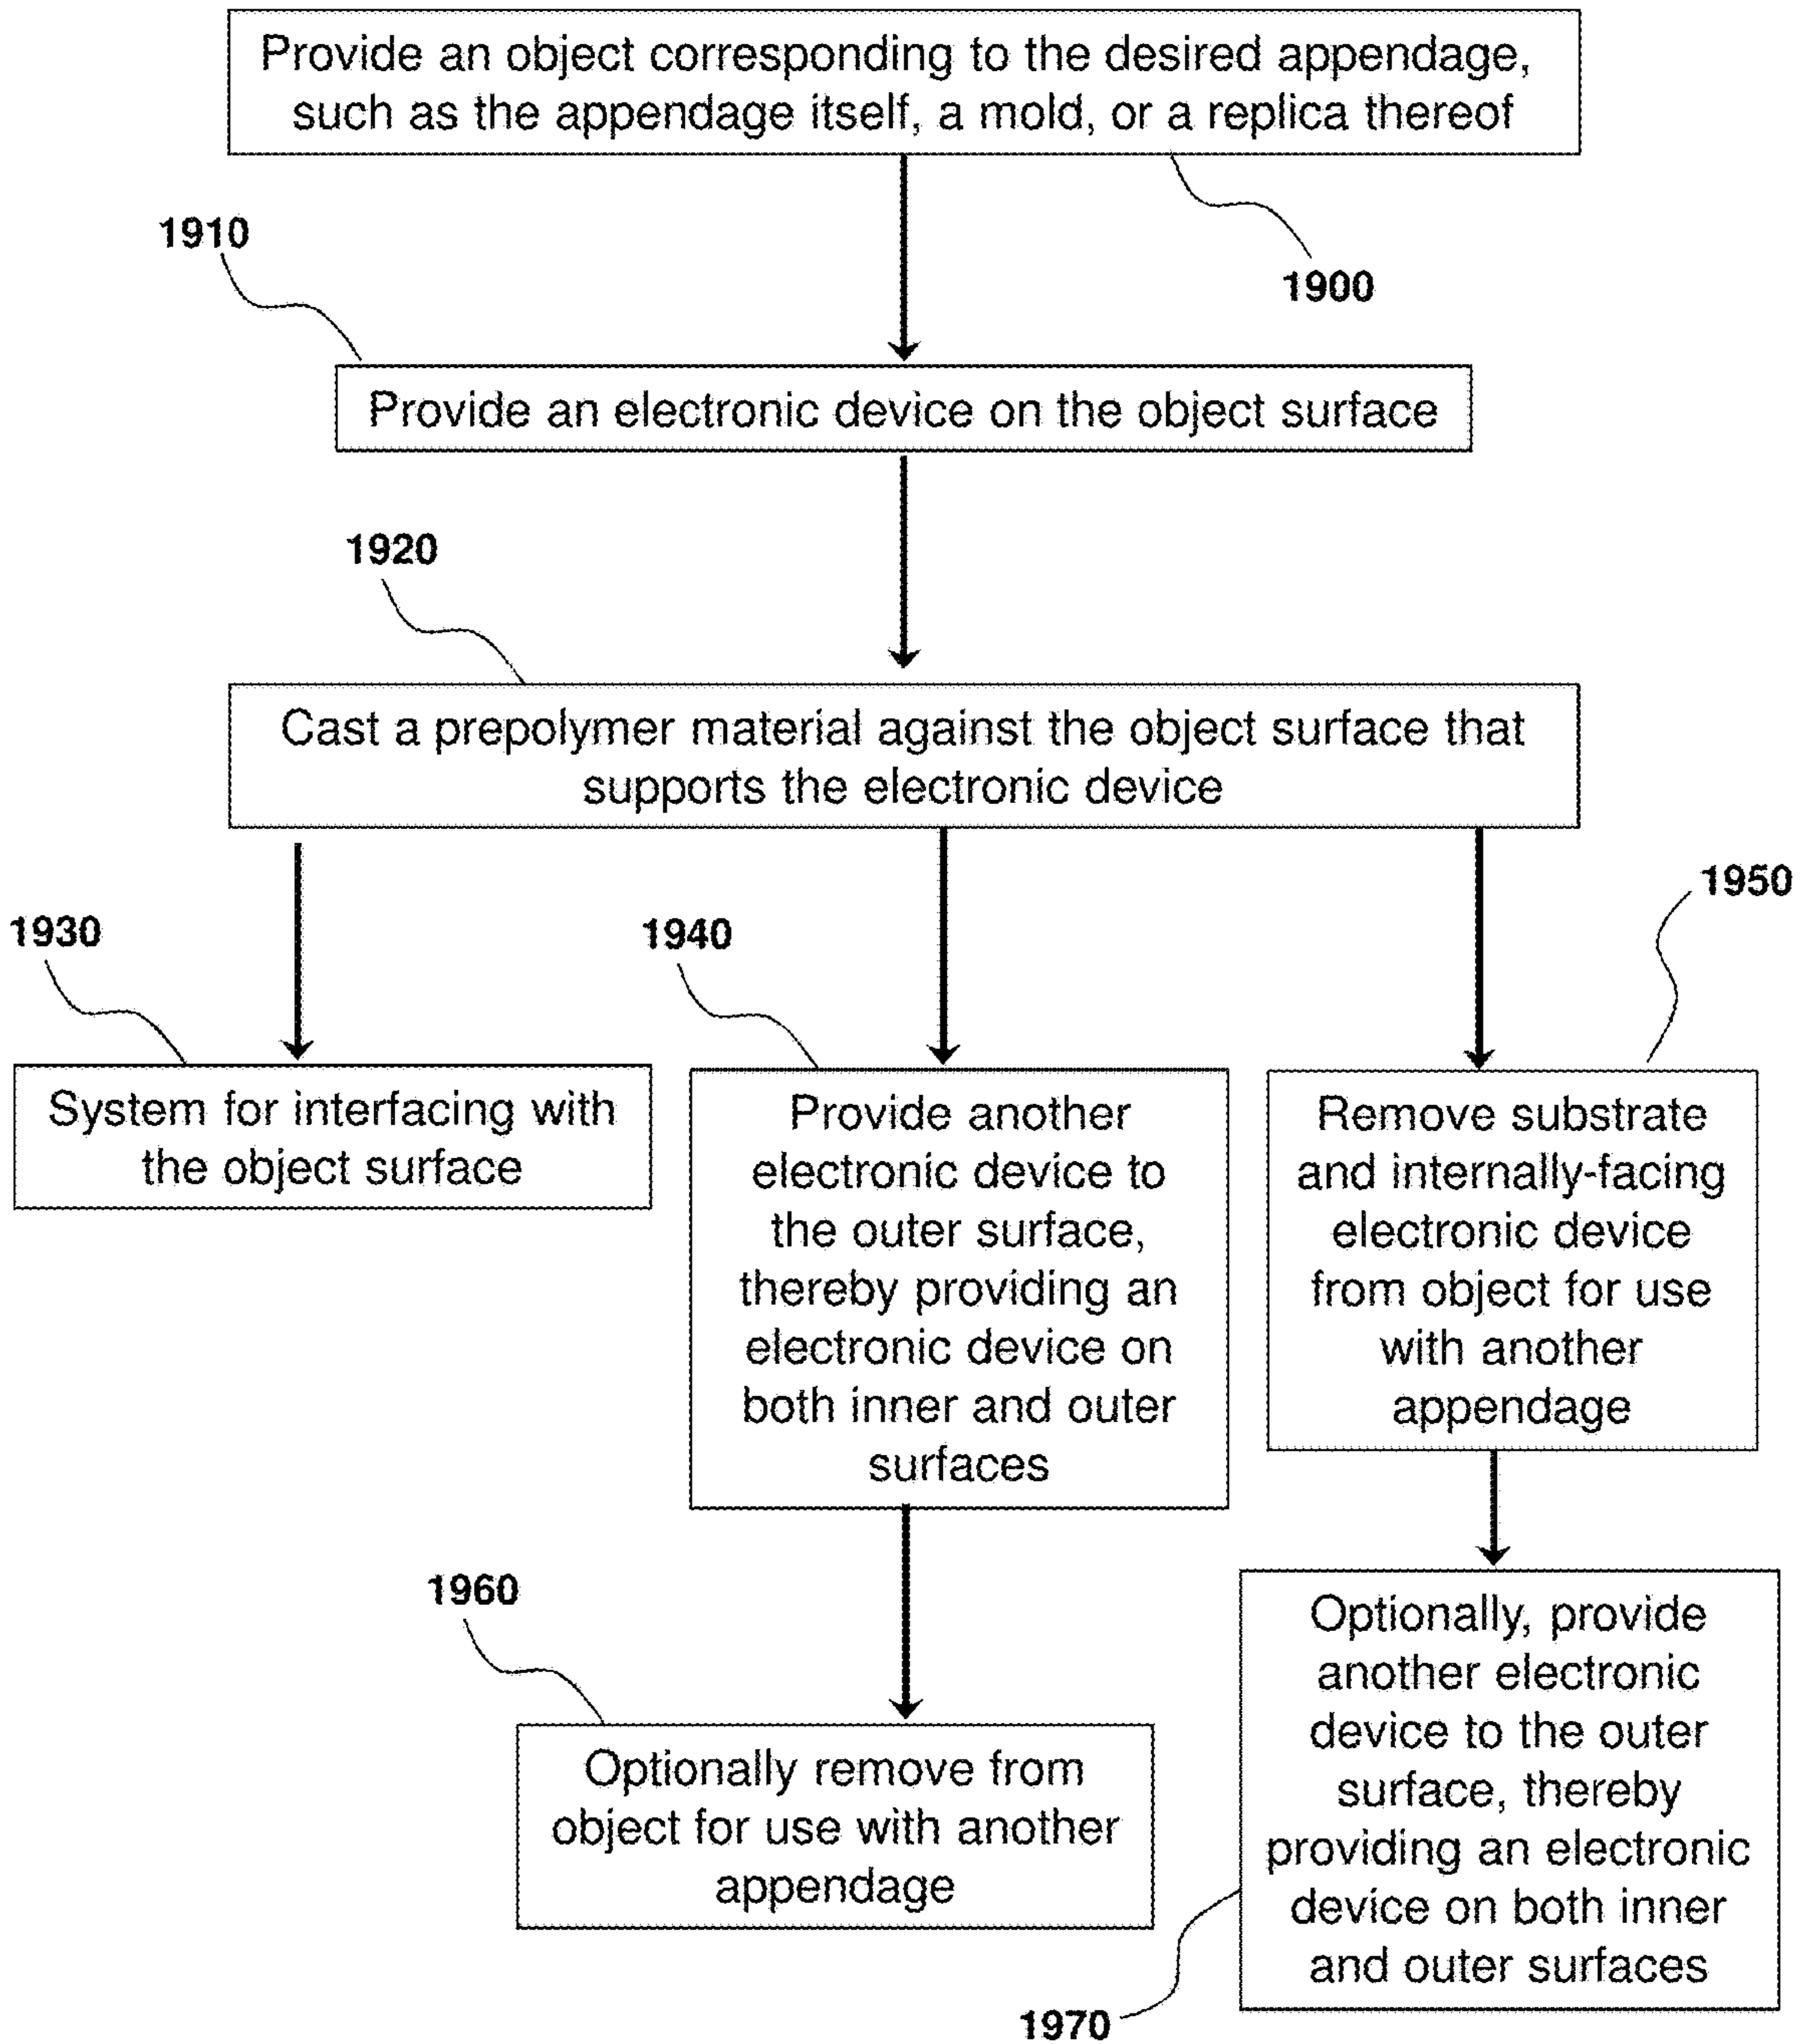 Provide an object corresponding to the desired appendage,
such as the appendage itself, a mold, or a replica thereof
1900
1910
Provide an electronic device on the object surface
1920
Cast a prepolymer material against the object surface that
supports the electronic device
1930
System for interfacing with
the object surface
1940
Provide another
electronic device to
the outer surface,
thereby providing an
electronic device on
both inner and outer
surfaces
1950
Remove substrate
and internally-facing
electronic device
from object for use
with another
appendage
1960
Optionally remove from
object for use with another
appendage
Optionally, provide
another electronic
device to the outer
surface, thereby
providing an electronic
device on both inner
and outer surfaces
1970